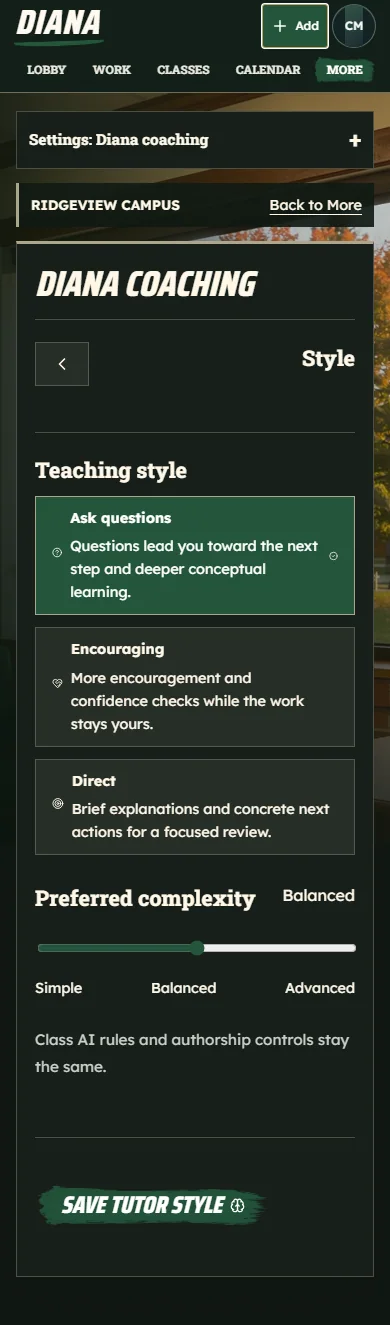 DIANA
+ Add
CM
LOBBY WORK CLASSES CALENDAR MORE
Settings: Diana coaching +
RIDGEVIEW CAMPUS Back to More
DIANA COACHING
Style
Teaching style
Ask questions
Questions lead you toward the next
step and deeper conceptual
learning.
Encouraging
More encouragement and
confidence checks while the work
stays yours.
Direct
Brief explanations and concrete next
actions for a focused review.
Preferred complexity Balanced
Simple Balanced Advanced
Class AI rules and authorship controls stay
the same.
SAVE TUTOR STYLE